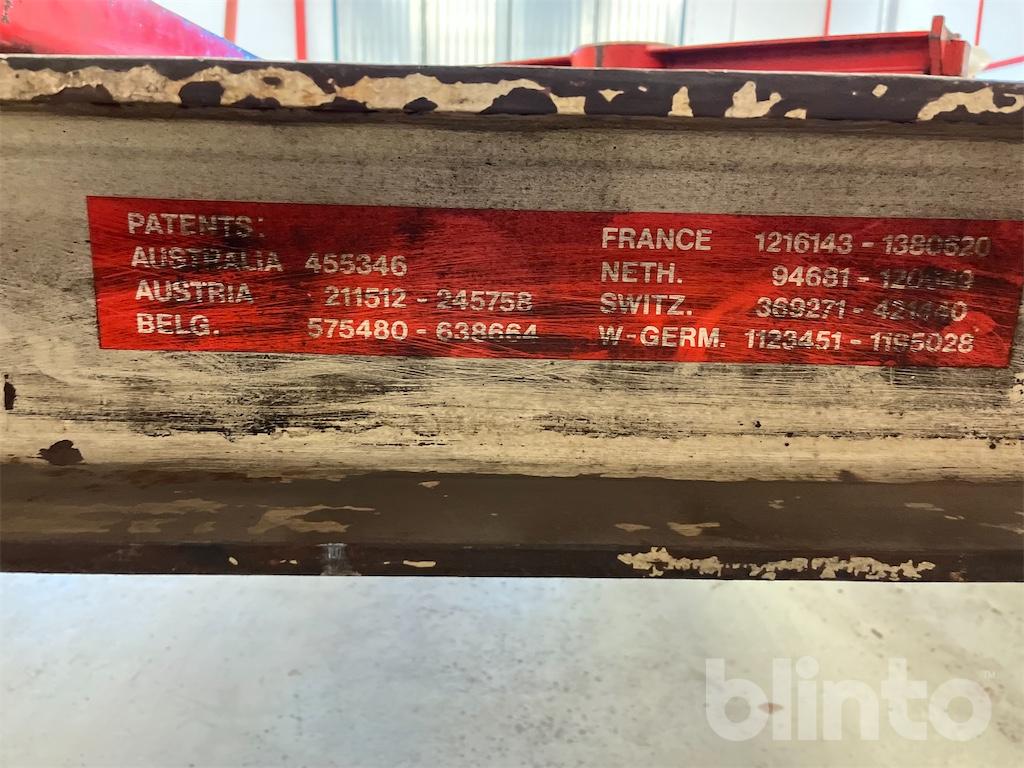 PATENTS:
AUSTRALIA 455346
AUSTRIA 211512 - 245758
BELG. 575480 - 638664
FRANCE 1216143 - 1380620
NETH. 94681 -
SWITZ. 369271 -
W-GERM. 1123451 - 1195028
blinto™